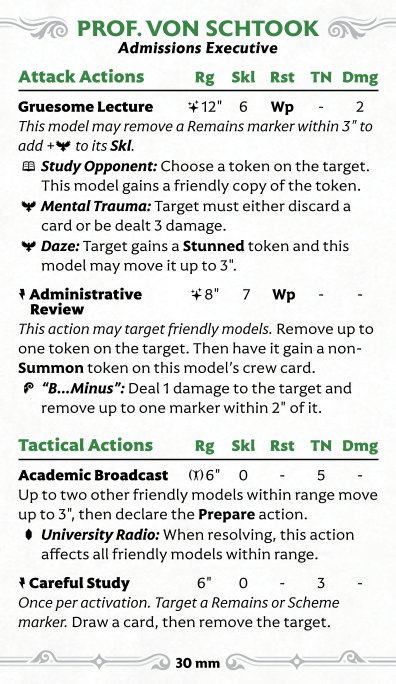 PROF. VON SCHTOOK
Admissions Executive
Attack Actions Rg Skl Rst TN Dmg
Gruesome Lecture 12" 6 Wp - 2
This model may remove a Remains marker within 3" to
add + to its Skl.
Study Opponent: Choose a token on the target.
This model gains a friendly copy of the token.
Mental Trauma: Target must either discard a
card or be dealt 3 damage.
Daze: Target gains a Stunned token and this
model may move it up to 3".
Administrative 8" 7 Wp - -
Review
This action may target friendly models. Remove up to
one token on the target. Then have it gain a non-
Summon token on this model's crew card.
"B...Minus": Deal 1 damage to the target and
remove up to one marker within 2" of it.
Tactical Actions Rg Skl Rst TN Dmg
Academic Broadcast 6" 0 - 5 -
Up to two other friendly models within range move
up to 3", then declare the Prepare action.
University Radio: When resolving, this action
affects all friendly models within range.
Careful Study 6" 0 - 3 -
Once per activation. Target a Remains or Scheme
marker. Draw a card, then remove the target.
30 mm